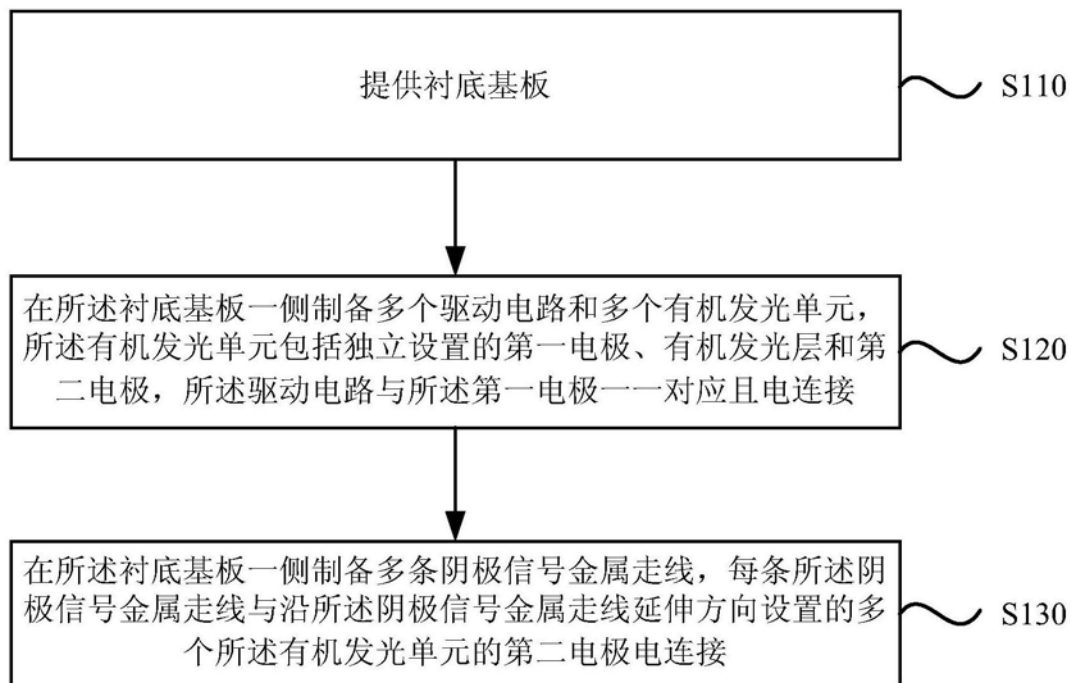 提供衬底基板
S110
在所述衬底基板一侧制备多个驱动电路和多个有机发光单元，
所述有机发光单元包括独立设置的第一电极、有机发光层和第
二电极，所述驱动电路与所述第一电极一一对应且电连接
S120
在所述衬底基板一侧制备多条阴极信号金属走线，每条所述阴
极信号金属走线与沿所述阴极信号金属走线延伸方向设置的多
个所述有机发光单元的第二电极电连接
S130